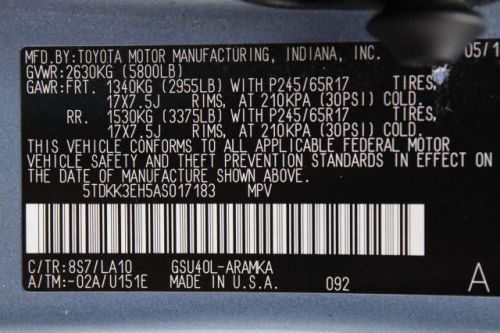 MFD.BY:TOYOTA MOTOR MANUFACTURING, INDIANA, INC. 05/1
GVWR:2630KG (5800LB)
GAWR:FRT. 1340KG (2955LB) WITH P245/65R17 TIRES,
17X7.5J RIMS, AT 210KPA (30PSI) COLD.
RR. 1530KG (3375LB) WITH P245/65R17 TIRES,
17X7.5J RIMS, AT 210KPA (30PSI) COLD.
THIS VEHICLE CONFORMS TO ALL APPLICABLE FEDERAL MOTOR
VEHICLE SAFETY AND THEFT PREVENTION STANDARDS IN EFFECT ON
THE DATE OF MANUFACTURE SHOWN ABOVE.
5TDKK3EH5AS017183 MPV
C/TR:8S7/LA10 GSU40L-ARAMKA
A/TM:-02A/U151E 092 A